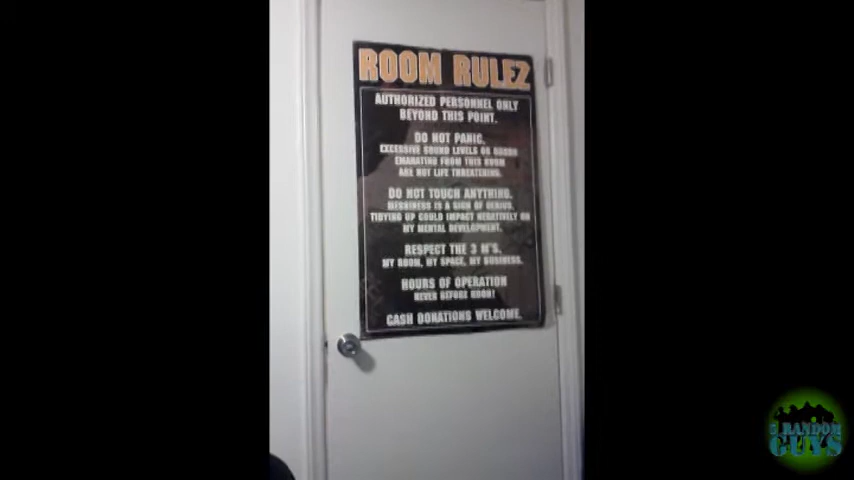 ROOM RULEZ
AUTHORIZED PERSONNEL ONLY
BEYOND THIS POINT.
DO NOT PANIC.
EXCESSIVE SOUND LEVELS OR ODORS
EMANATING FROM THIS ROOM
ARE NOT LIFE THREATENING.
DO NOT TOUCH ANYTHING.
MESSINESS IS A SIGN OF GENIUS.
TIDYING UP COULD IMPACT NEGATIVELY ON
MY MENTAL DEVELOPMENT.
RESPECT THE 3 M'S.
MY ROOM, MY SPACE, MY BUSINESS.
HOURS OF OPERATION
NEVER BEFORE NOON!
CASH DONATIONS WELCOME.
3 RANDOM
GUYS